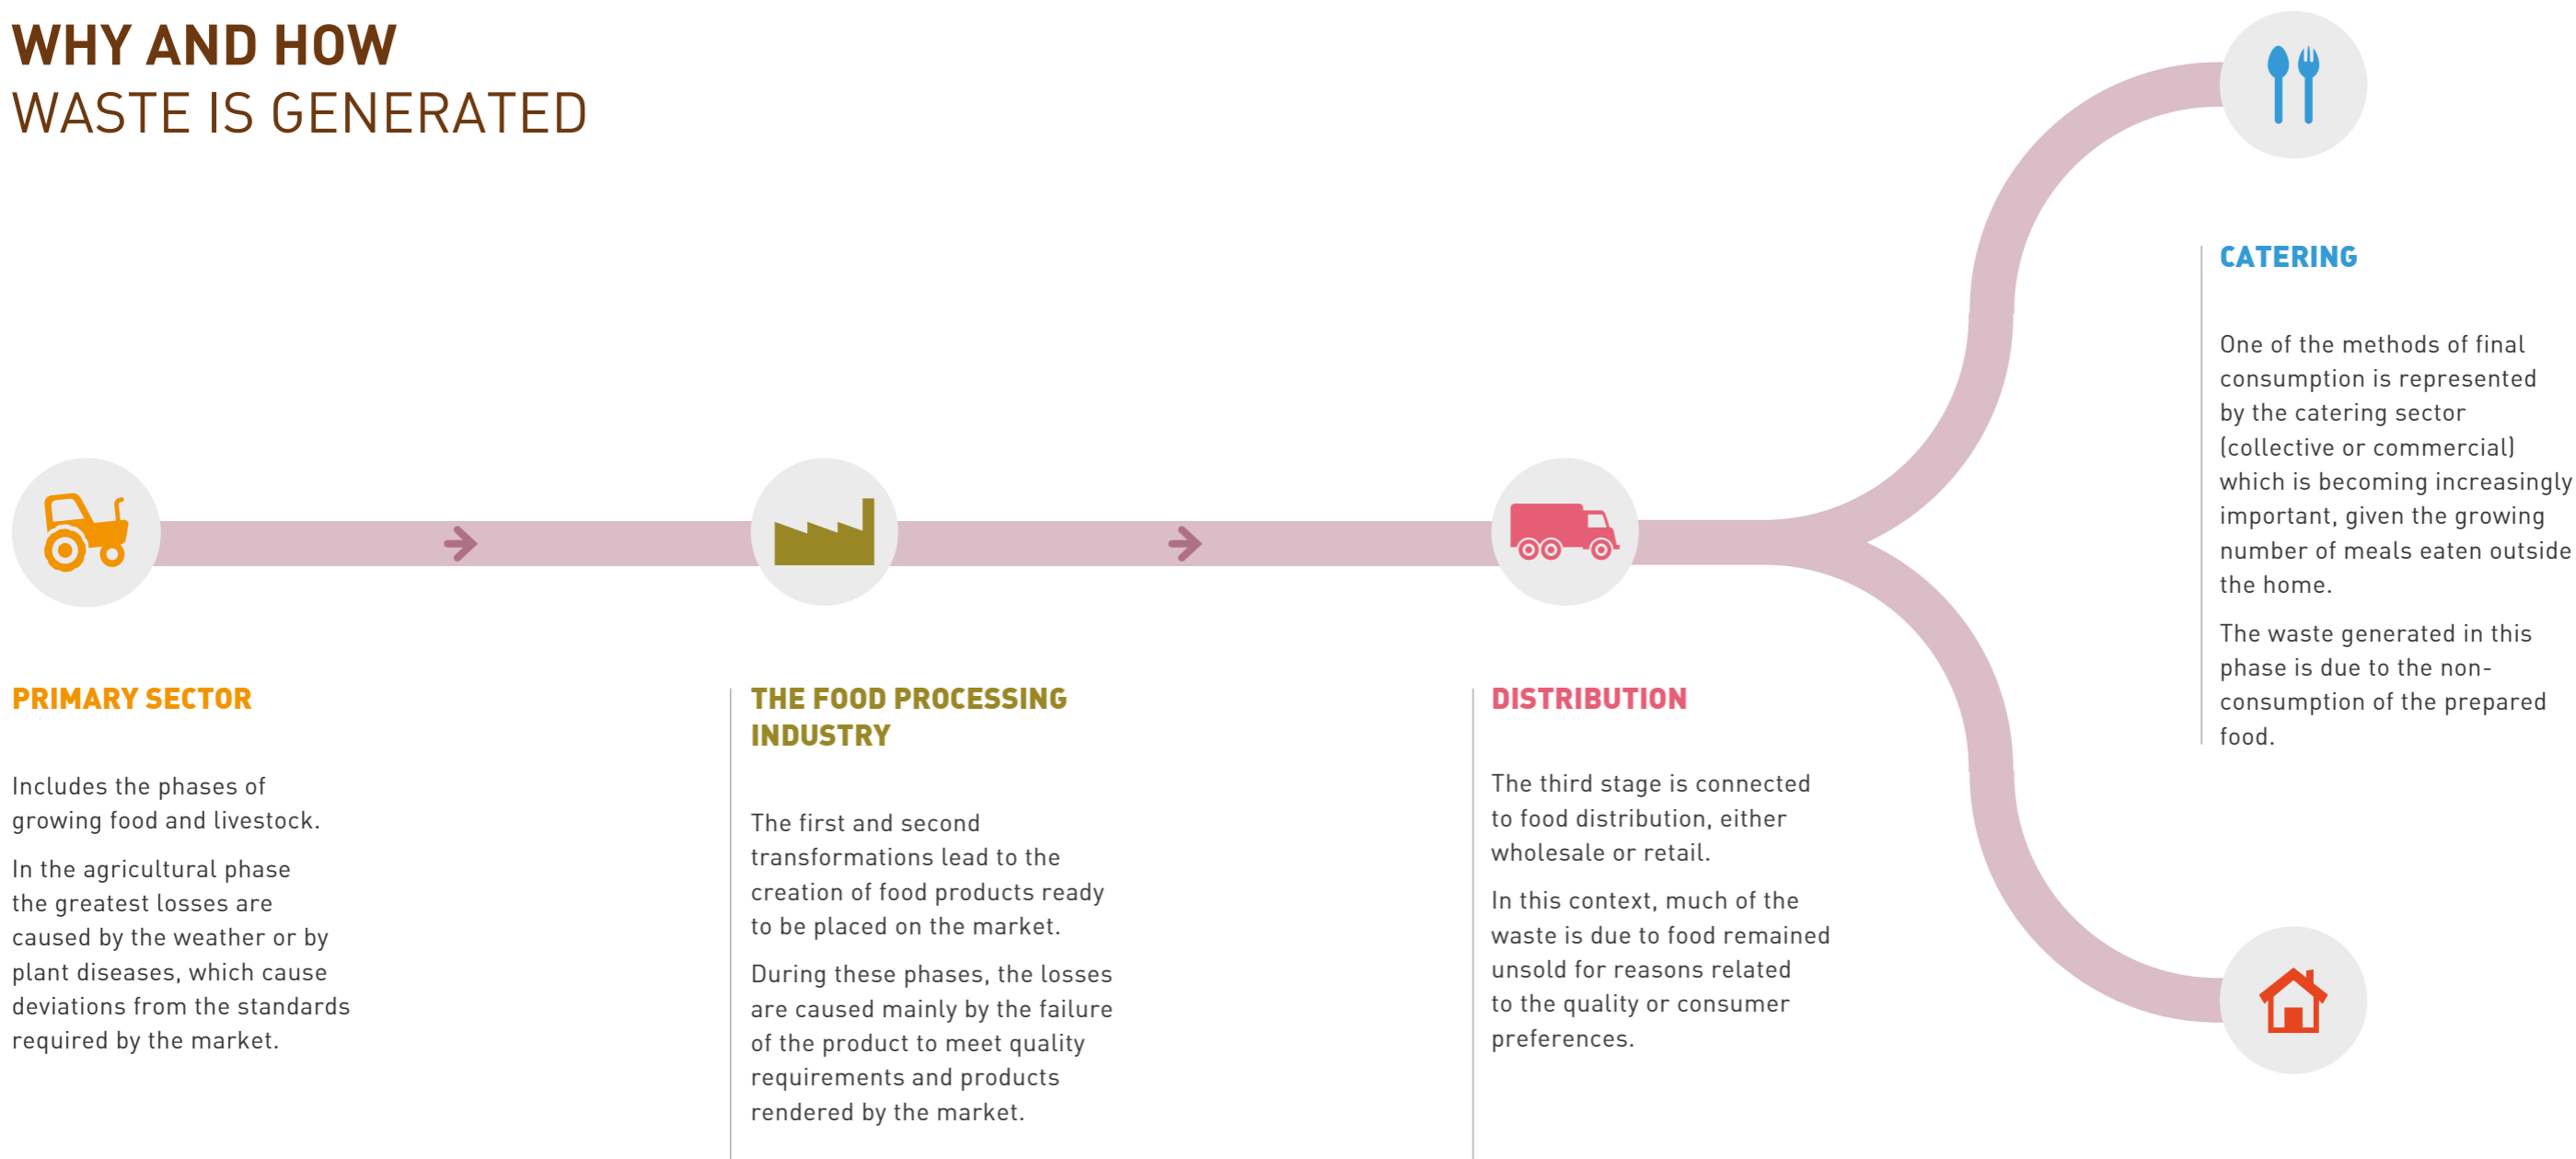 WHY AND HOW
WASTE IS GENERATED
PRIMARY SECTOR
Includes the phases of
growing food and livestock.
In the agricultural phase
the greatest losses are
caused by the weather or by
plant diseases, which cause
deviations from the standards
required by the market.
THE FOOD PROCESSING
INDUSTRY
The first and second
transformations lead to the
creation of food products ready
to be placed on the market.
During these phases, the losses
are caused mainly by the failure
of the product to meet quality
requirements and products
rendered by the market.
DISTRIBUTION
The third stage is connected
to food distribution, either
wholesale or retail.
In this context, much of the
waste is due to food remained
unsold for reasons related
to the quality or consumer
preferences.
CATERING
One of the methods of final
consumption is represented
by the catering sector
(collective or commercial)
which is becoming increasingly
important, given the growing
number of meals eaten outside
the home.
The waste generated in this
phase is due to the non-
consumption of the prepared
food.